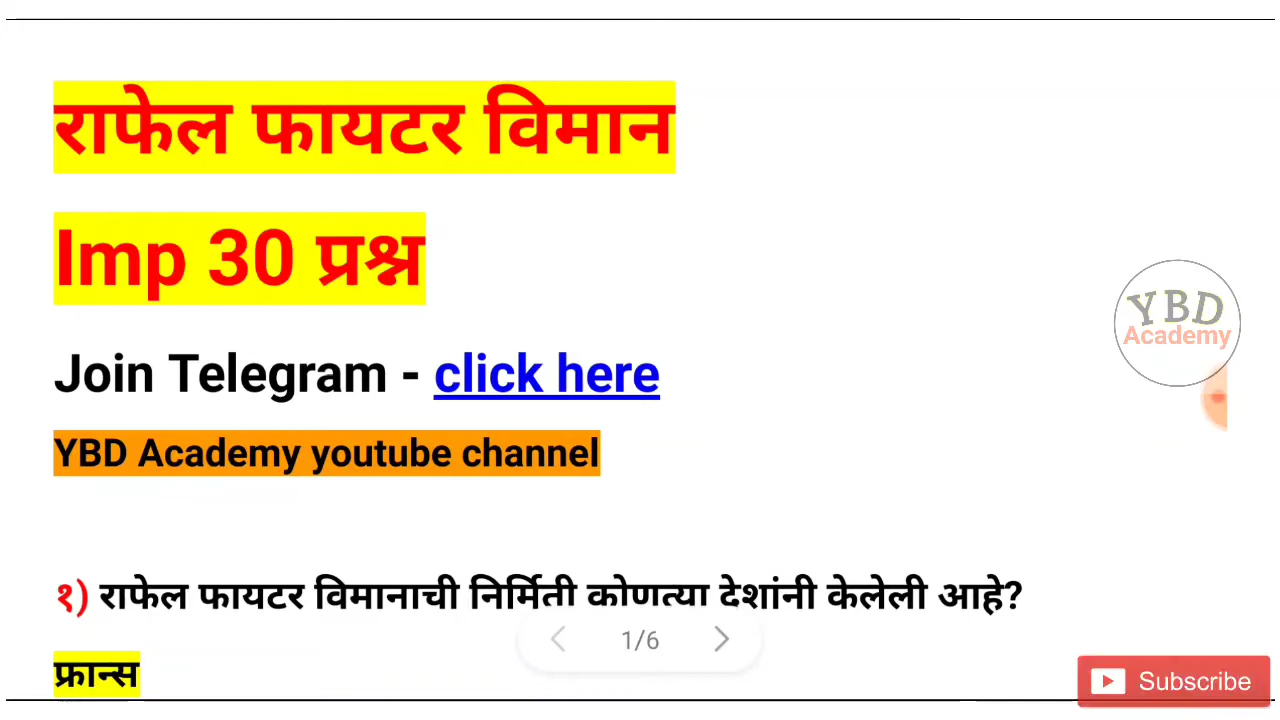 राफेल फायटर विमान
Imp 30 प्रश्न
Join Telegram - click here
YBD Academy youtube channel
YBD
Academy
१) राफेल फायटर विमानाची निर्मिती कोणत्या देशांनी केलेली आहे?
1/6
फ्रान्स
Subscribe